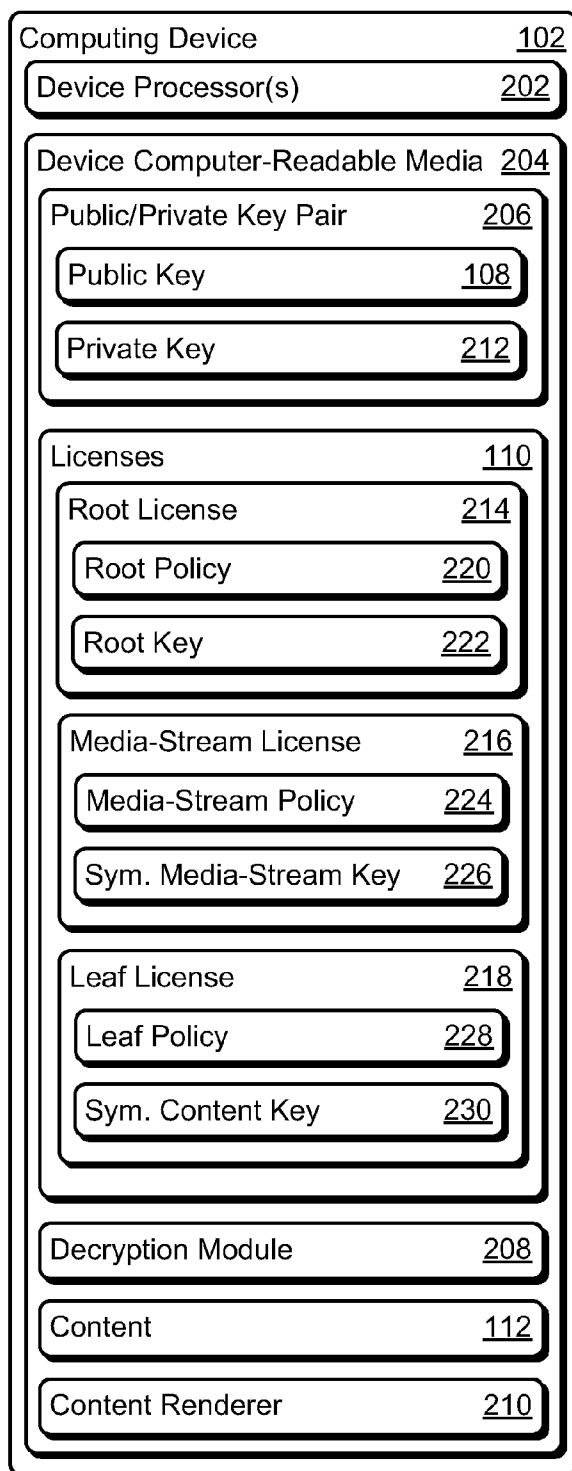 Computing Device 102
Device Processor(s) 202
Device Computer-Readable Media 204
Public/Private Key Pair 206
Public Key 108
Private Key 212
Licenses 110
Root License 214
Root Policy 220
Root Key 222
Media-Stream License 216
Media-Stream Policy 224
Sym. Media-Stream Key 226
Leaf License 218
Leaf Policy 228
Sym. Content Key 230
Decryption Module 208
Content 112
Content Renderer 210